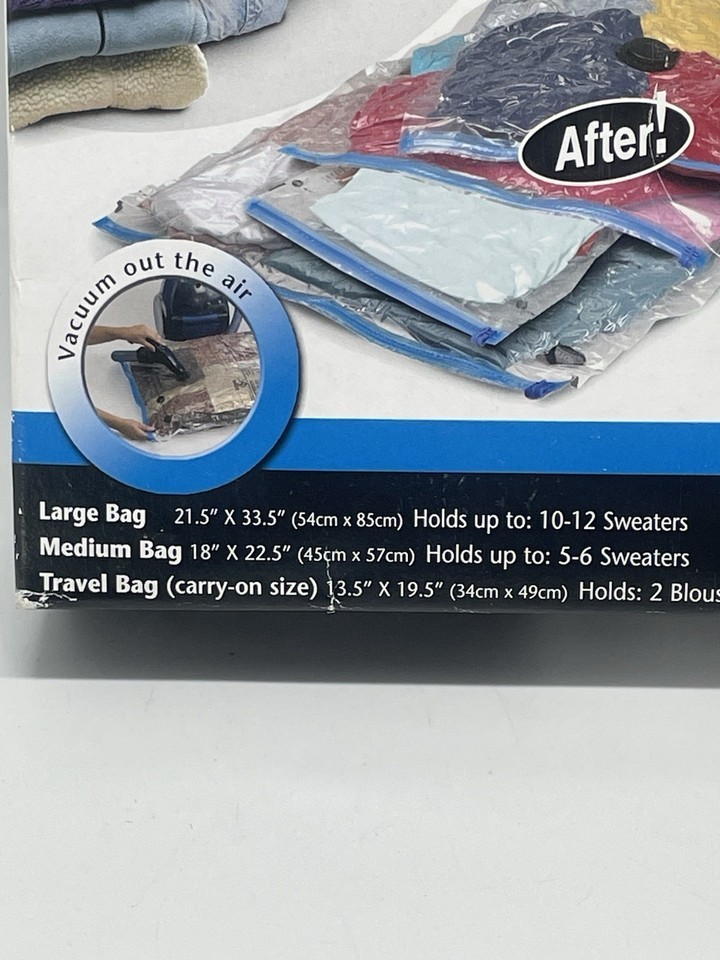 After!
Vacuum out the air
Large Bag 21.5" X 33.5" (54cm x 85cm) Holds up to: 10-12 Sweaters
Medium Bag 18" X 22.5" (45cm x 57cm) Holds up to: 5-6 Sweaters
Travel Bag (carry-on size) 13.5" X 19.5" (34cm x 49cm) Holds: 2 Blous